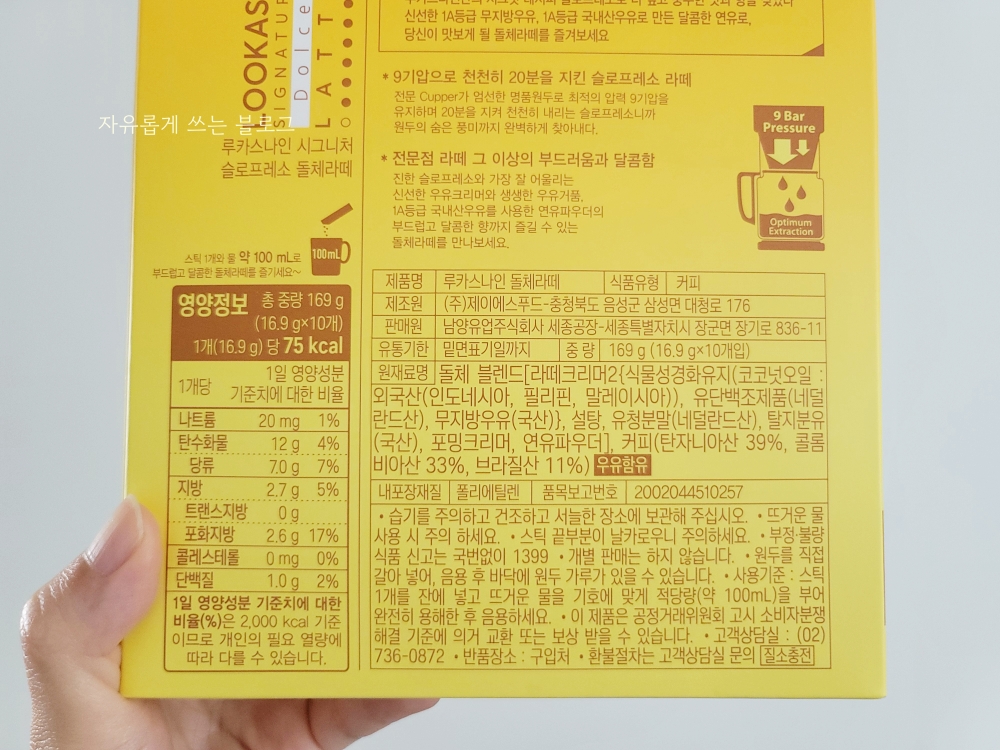 신선한 1A등급 무지방우유, 1A등급 국내산우유로 만든 달콤한 연유로,
당신이 맛보게 될 돌체라떼를 즐겨보세요
OOKAS
SIGNATUR
Dolce
LATT
자유롭게 쓰는 블로그
루카스나인 시그니처
슬로프레소 돌체라떼
* 9기압으로 천천히 20분을 지킨 슬로프레소 라떼
전문 Cupper가 엄선한 명품원두로 최적의 압력 9기압을
유지하며 20분을 지켜 천천히 내리는 슬로프레소니까
원두의 숨은 풍미까지 완벽하게 찾아낸다.
* 전문점 라떼 그 이상의 부드러움과 달콤함
진한 슬로프레소와 가장 잘 어울리는
신선한 우유크리머와 생생한 우유거품,
1A등급 국내산우유를 사용한 연유파우더의
부드럽고 달콤한 향까지 즐길 수 있는
돌체라떼를 만나보세요.
9 Bar
Pressure
Optimum
Extraction
100mL
스틱 1개와 물 약 100 mL로
부드럽고 달콤한 돌체라떼를 즐기세요~
영양정보 총 중량 169 g
(16.9 g×10개)
1개(16.9 g) 당 75 kcal
1개당 1일 영양성분
기준치에 대한 비율
나트륨 20 mg 1%
탄수화물 12 g 4%
당류 7.0 g 7%
지방 2.7 g 5%
트랜스지방 0 g
포화지방 2.6 g 17%
콜레스테롤 0 mg 0%
단백질 1.0 g 2%
1일 영양성분 기준치에 대한
비율(%)은 2,000 kcal 기준
이므로 개인의 필요 열량에
따라 다를 수 있습니다.
제품명 루카스나인 돌체라떼 식품유형 커피
제조원 (주)제이에스푸드-충청북도 음성군 삼성면 대청로 176
판매원 남양유업주식회사 세종공장-세종특별자치시 장군면 장기로 836-11
유통기한 밑면표기일까지 중량 169 g (16.9 g×10개입)
원재료명 돌체 블렌드[라떼크리머2{식물성경화유지(코코넛오일 :
외국산(인도네시아, 필리핀, 말레이시아)), 유단백조제품(네덜
란드산), 무지방우유(국산)}, 설탕, 유청분말(네덜란드산), 탈지분유
(국산), 포밍크리머, 연유파우더], 커피(탄자니아산 39%, 콜롬
비아산 33%, 브라질산 11%) 우유함유
내포장재질 폴리에틸렌 품목보고번호 2002044510257
• 습기를 주의하고 건조하고 서늘한 장소에 보관해 주십시오. • 뜨거운 물
사용 시 주의 하세요. • 스틱 끝부분이 날카로우니 주의하세요. • 부정·불량
식품 신고는 국번없이 1399 • 개별 판매는 하지 않습니다. • 원두를 직접
갈아 넣어, 음용 후 바닥에 원두 가루가 있을 수 있습니다. • 사용기준 : 스틱
1개를 잔에 넣고 뜨거운 물을 기호에 맞게 적당량(약 100mL)을 부어
완전히 용해한 후 음용하세요. • 이 제품은 공정거래위원회 고시 소비자분쟁
해결 기준에 의거 교환 또는 보상 받을 수 있습니다. • 고객상담실 : (02)
736-0872 • 반품장소 : 구입처 • 환불절차는 고객상담실 문의 질소충전